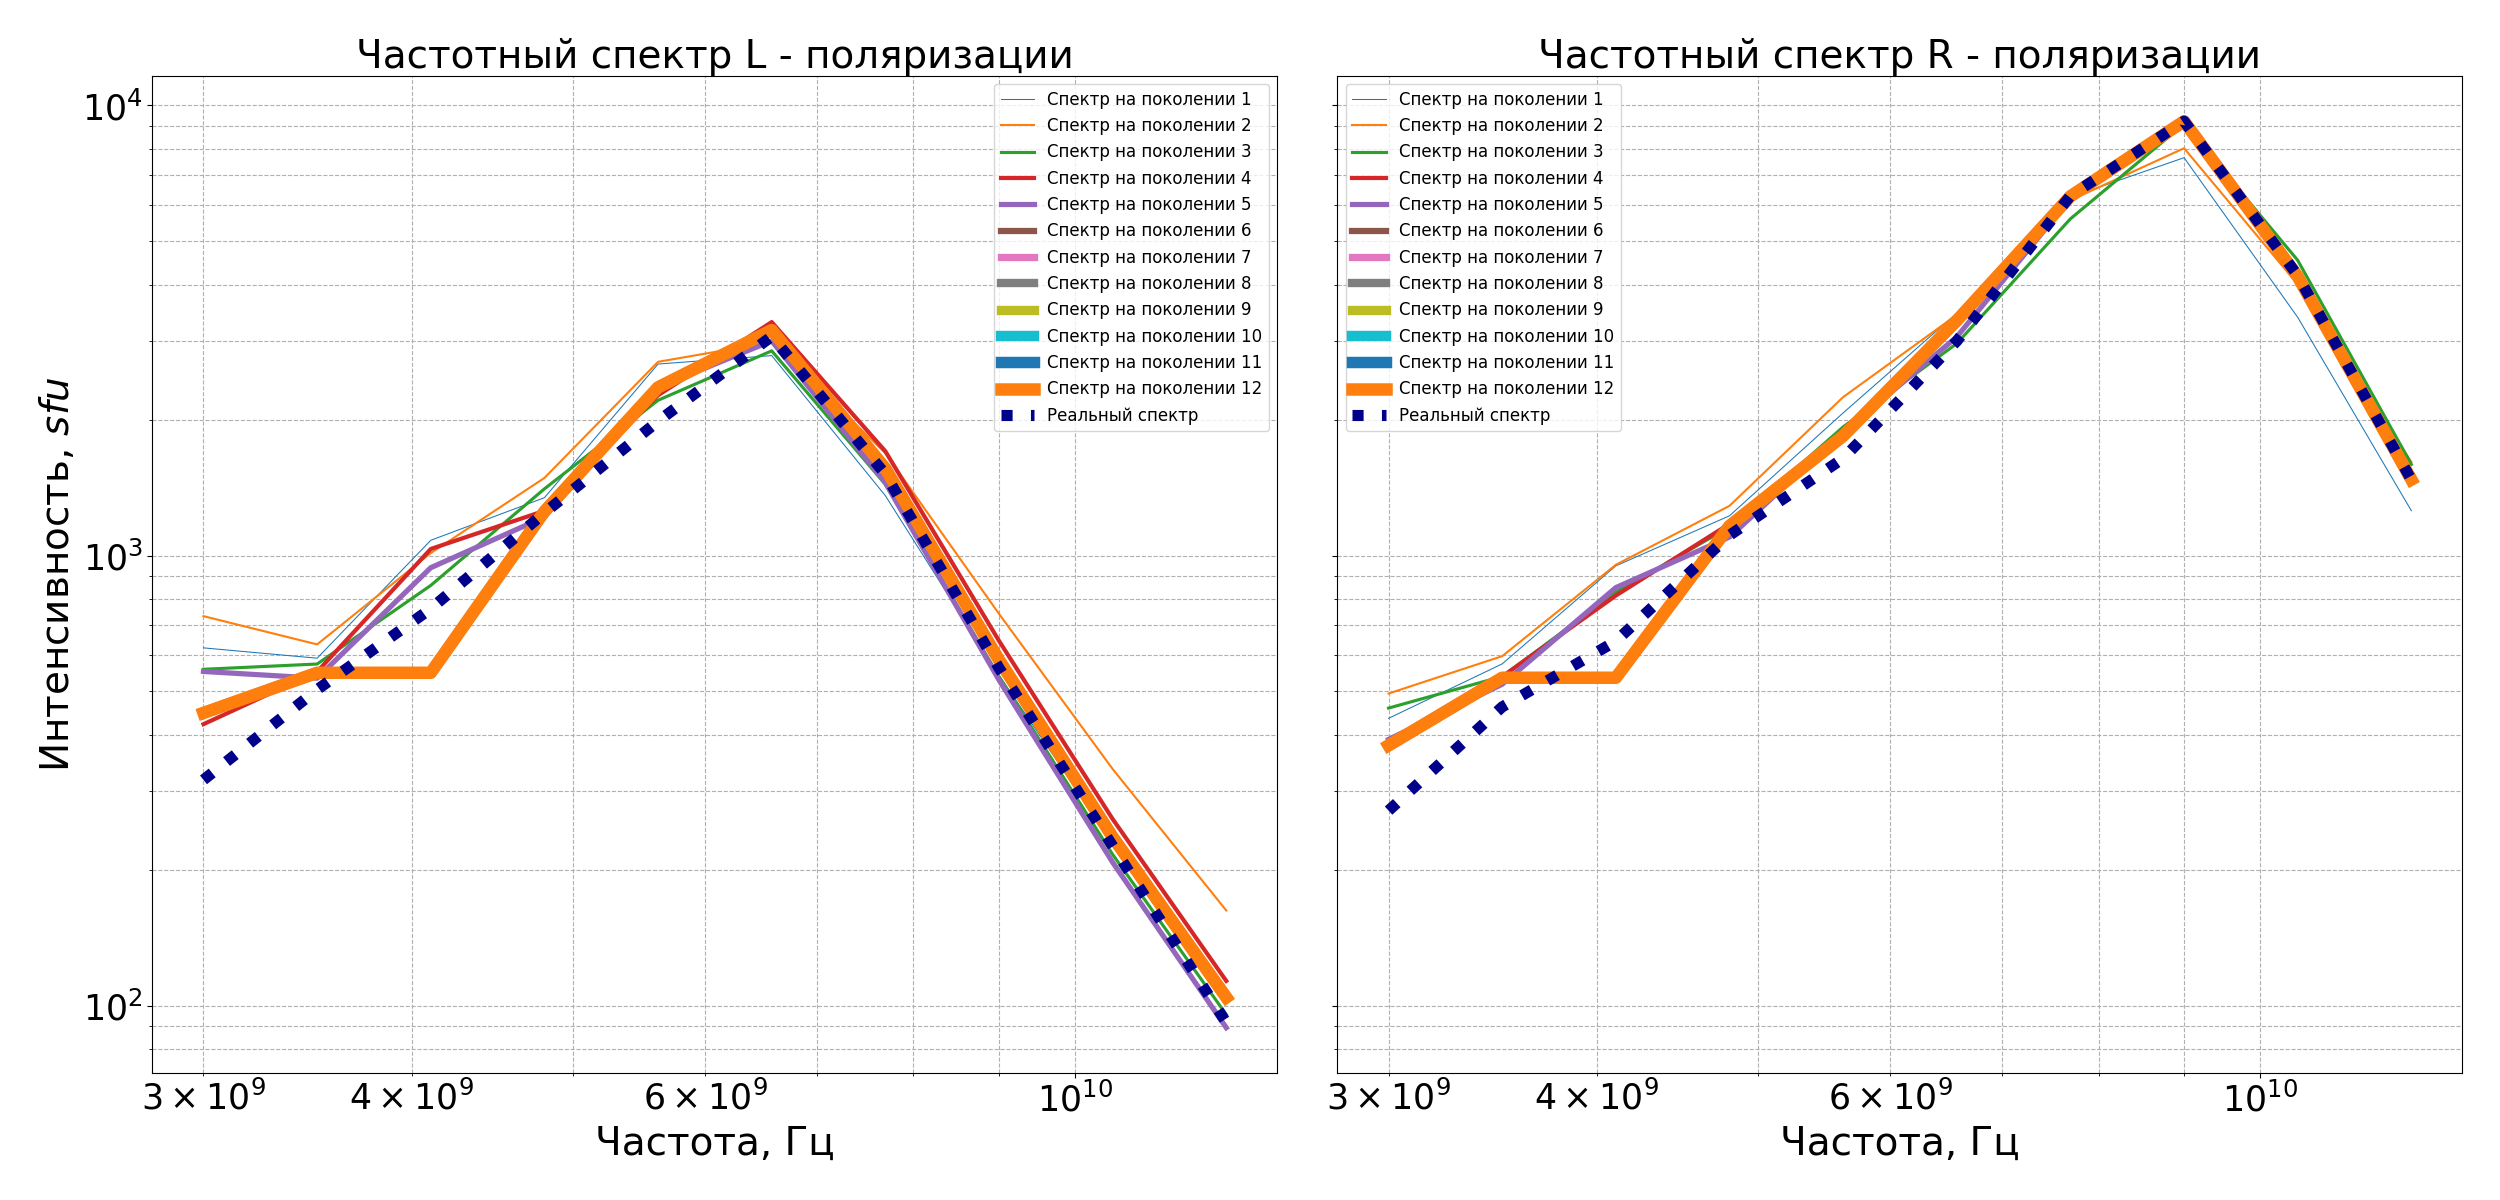 Частотный спектр L - поляризации
Интенсивность, sfu
10⁴
10³
10²
Спектр на поколении 1
Спектр на поколении 2
Спектр на поколении 3
Спектр на поколении 4
Спектр на поколении 5
Спектр на поколении 6
Спектр на поколении 7
Спектр на поколении 8
Спектр на поколении 9
Спектр на поколении 10
Спектр на поколении 11
Спектр на поколении 12
Реальный спектр
3 × 10⁹
4 × 10⁹
6 × 10⁹
10¹⁰
Частота, Гц
Частотный спектр R - поляризации
Спектр на поколении 1
Спектр на поколении 2
Спектр на поколении 3
Спектр на поколении 4
Спектр на поколении 5
Спектр на поколении 6
Спектр на поколении 7
Спектр на поколении 8
Спектр на поколении 9
Спектр на поколении 10
Спектр на поколении 11
Спектр на поколении 12
Реальный спектр
3 × 10⁹
4 × 10⁹
6 × 10⁹
10¹⁰
Частота, Гц